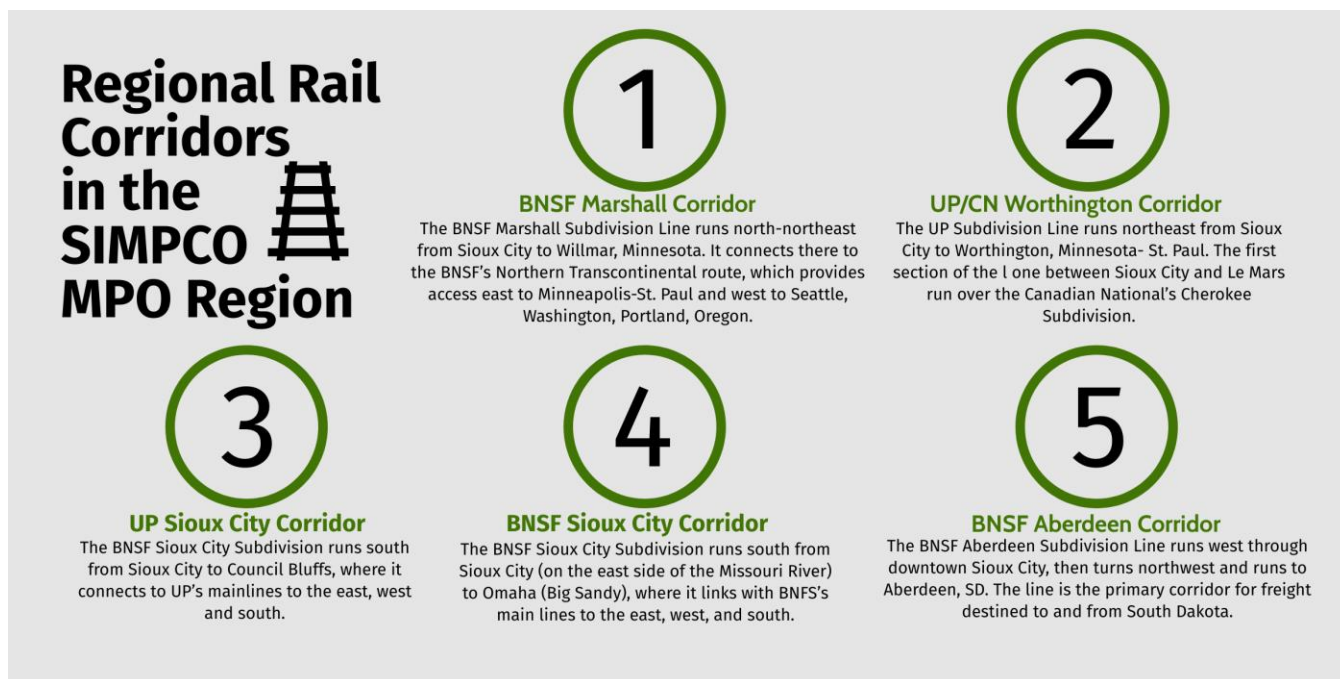 Regional Rail
Corridors
in the
SIMPCO
MPO Region
1
BNSF Marshall Corridor
The BNSF Marshall Subdivision Line runs north-northeast
from Sioux City to Willmar, Minnesota. It connects there to
the BNSF’s Northern Transcontinental route, which provides
access east to Minneapolis-St. Paul and west to Seattle,
Washington, Portland, Oregon.
2
UP/CN Worthington Corridor
The UP Subdivision Line runs northeast from Sioux
City to Worthington, Minnesota- St. Paul. The first
section of the l one between Sioux City and Le Mars
run over the Canadian National’s Cherokee
Subdivision.
3
UP Sioux City Corridor
The BNSF Sioux City Subdivision runs south
from Sioux City to Council Bluffs, where it
connects to UP’s mainlines to the east, west
and south.
4
BNSF Sioux City Corridor
The BNSF Sioux City Subdivision runs south from
Sioux City (on the east side of the Missouri River)
to Omaha (Big Sandy), where it links with BNFS’s
main lines to the east, west, and south.
5
BNSF Aberdeen Corridor
The BNSF Aberdeen Subdivision Line runs west through
downtown Sioux City, then turns northwest and runs to
Aberdeen, SD. The line is the primary corridor for freight
destined to and from South Dakota.